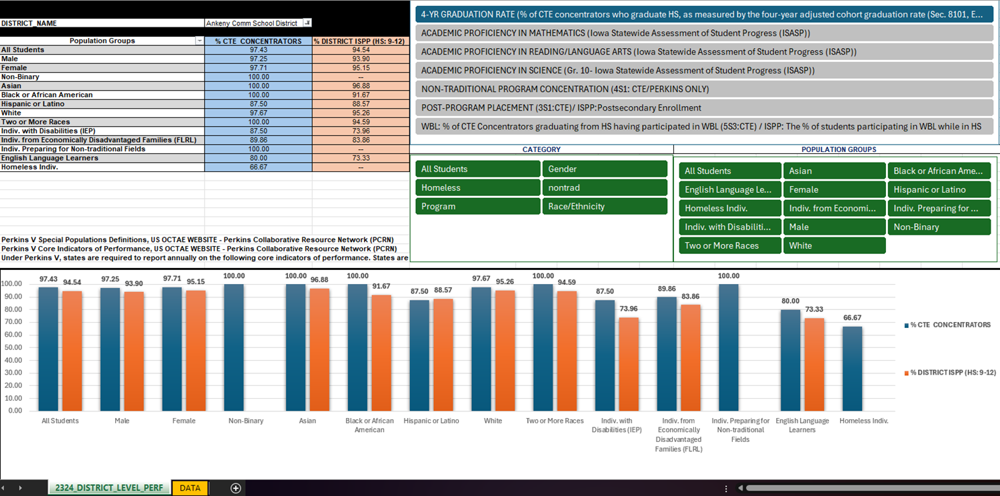 DISTRICT_NAME Ankeny Comm School District
Population Groups % CTE CONCENTRATORS % DISTRICT ISPP (HS: 9-12)
All Students 97.43 94.54
Male 97.25 93.90
Female 97.71 95.15
Non-Binary 100.00 --
Asian 100.00 96.88
Black or African American 100.00 91.67
Hispanic or Latino 87.50 88.57
White 97.67 95.26
Two or More Races 100.00 94.59
Indiv. with Disabilities (IEP) 87.50 73.96
Indiv. from Economically Disadvantaged Families (FLRL) 89.86 83.86
Indiv. Preparing for Non-traditional Fields 100.00 --
English Language Learners 80.00 73.33
Homeless Indiv. 66.67 --
Perkins V Special Populations Definitions, US OCTAE WEBSITE - Perkins Collaborative Resource Network (PCRN)
Perkins V Core Indicators of Performance, US OCTAE WEBSITE - Perkins Collaborative Resource Network (PCRN)
Under Perkins V, states are required to report annually on the following core indicators of performance. States are
4-YR GRADUATION RATE (% of CTE concentrators who graduate HS, as measured by the four-year adjusted cohort graduation rate (Sec. 8101, E...
ACADEMIC PROFICIENCY IN MATHEMATICS (Iowa Statewide Assessment of Student Progress (ISASP))
ACADEMIC PROFICIENCY IN READING/LANGUAGE ARTS (Iowa Statewide Assessment of Student Progress (ISASP))
ACADEMIC PROFICIENCY IN SCIENCE (Gr. 10- Iowa Statewide Assessment of Student Progress (ISASP))
NON-TRADITIONAL PROGRAM CONCENTRATION (4S1: CTE/PERKINS ONLY)
POST-PROGRAM PLACEMENT (3S1:CTE)/ ISPP:Postsecondary Enrollment
WBL: % of CTE Concentrators graduating from HS having participated in WBL (5S3:CTE) / ISPP: The % of students participating in WBL while in HS
CATEGORY
All Students Gender
Homeless nontrad
Program Race/Ethnicity
POPULATION GROUPS
All Students Asian Black or African Ame...
English Language Le... Female Hispanic or Latino
Homeless Indiv. Indiv. from Economi... Indiv. Preparing for ...
Indiv. with Disabiliti... Male Non-Binary
Two or More Races White
97.43 94.54 97.25 93.90 97.71 95.15 100.00 100.00 96.88 100.00 91.67 87.50 88.57 97.67 95.26 100.00 94.59 87.50 73.96 89.86 83.86 100.00 80.00 73.33 66.67
100.00
90.00
80.00
70.00
60.00
50.00
40.00
30.00
20.00
10.00
0.00
All Students
Male
Female
Non-Binary
Asian
Black or African
American
Hispanic or Latino
White
Two or More Races
Indiv. with
Disabilities (IEP)
Indiv. from
Economically
Disadvantaged
Families (FLRL)
Indiv. Preparing for
Non-traditional
Fields
English Language
Learners
Homeless Indiv.
% CTE CONCENTRATORS
% DISTRICT ISPP (HS: 9-12)
2324_DISTRICT_LEVEL_PERF DATA